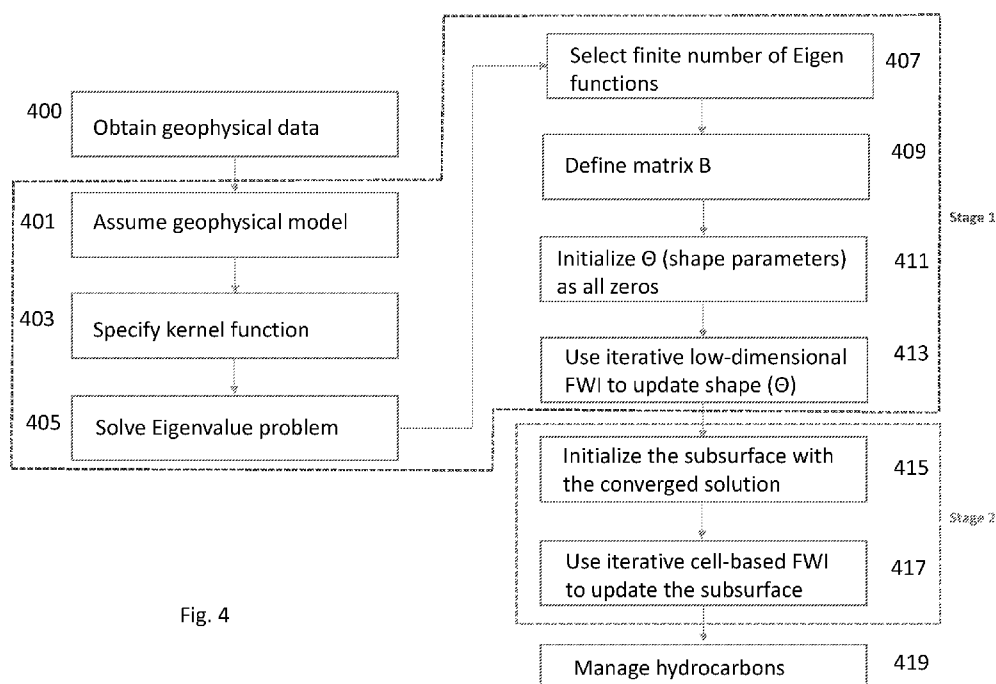 400
Obtain geophysical data
401
Assume geophysical model
403
Specify kernel function
405
Solve Eigenvalue problem
Select finite number of Eigen
functions
407
Define matrix B
409
Initialize Θ (shape parameters)
as all zeros
411
Use iterative low-dimensional
FWI to update shape (Θ)
413
Stage 1
Initialize the subsurface with
the converged solution
415
Use iterative cell-based FWI
to update the subsurface
417
Stage 2
Manage hydrocarbons
419
Fig. 4